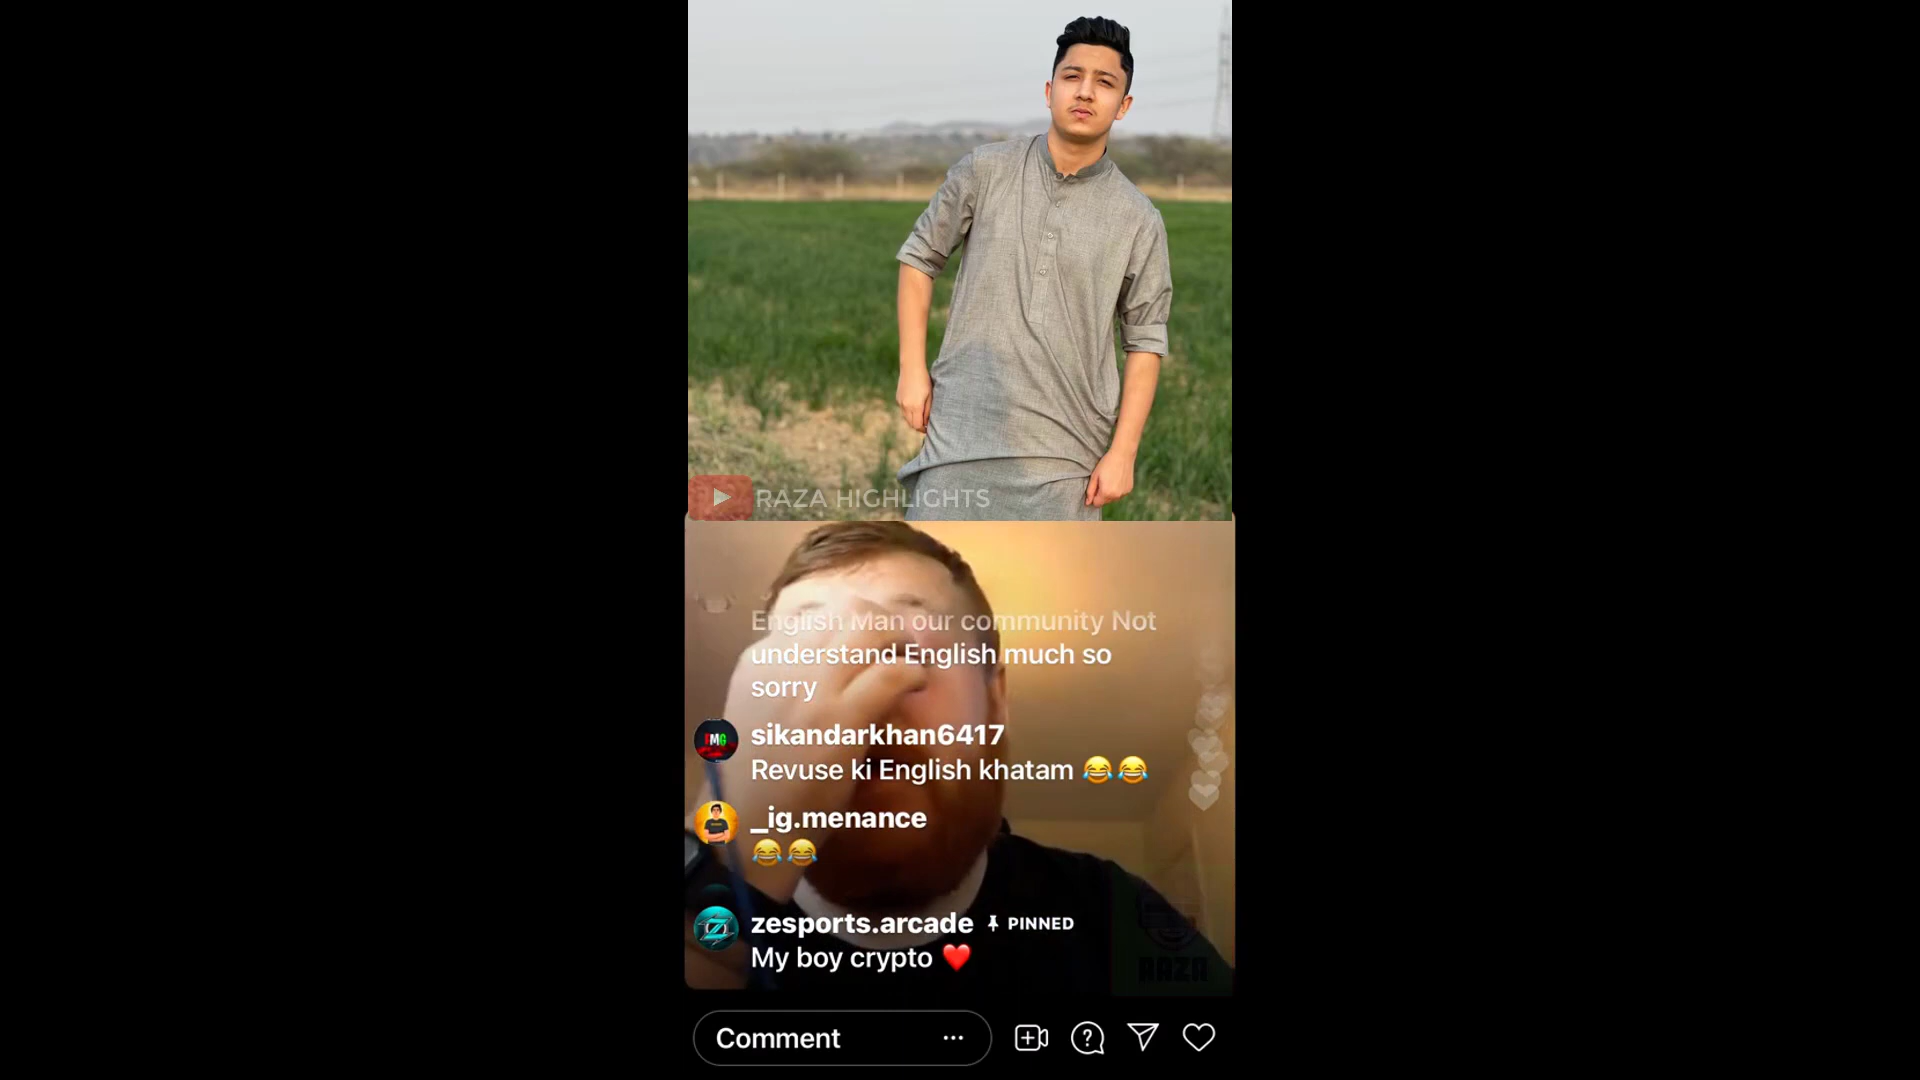 RAZA HIGHLIGHTS
English Man our community Not
understand English much so
sorry
sikandarkhan6417
Revuse ki English khatam 😂😂
_ig.menance
😂😂
zesports.arcade PINNED
My boy crypto ❤️
RAZA
Comment